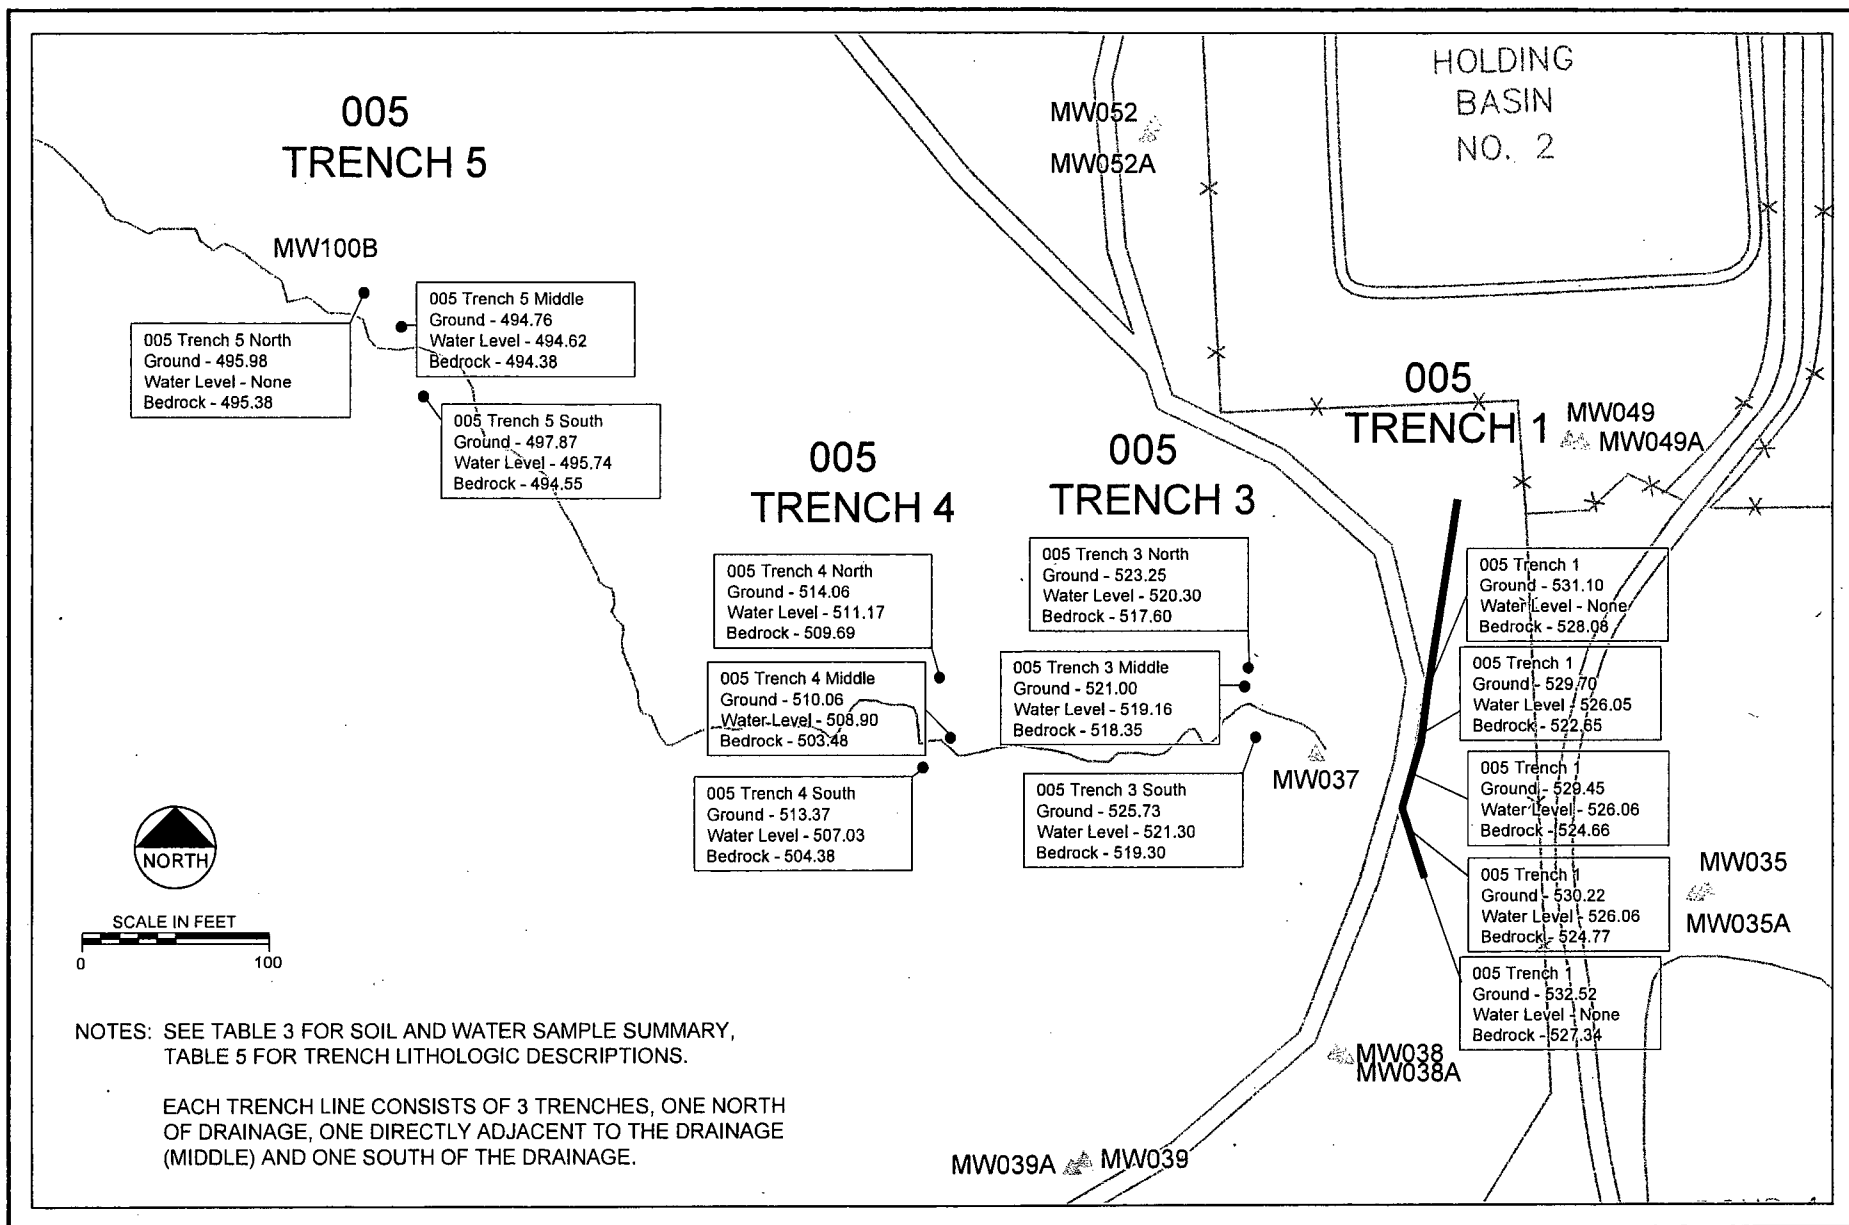 005
TRENCH 5
MW100B
005 Trench 5 North
Ground - 495.98
Water Level - None
Bedrock - 495.38
005 Trench 5 Middle
Ground - 494.76
Water Level - 494.62
Bedrock - 494.38
005 Trench 5 South
Ground - 497.87
Water Level - 495.74
Bedrock - 494.55
005
TRENCH 4
005 Trench 4 North
Ground - 514.06
Water Level - 511.17
Bedrock - 509.69
005 Trench 4 Middle
Ground - 510.06
Water Level - 508.90
Bedrock - 503.48
005 Trench 4 South
Ground - 513.37
Water Level - 507.03
Bedrock - 504.38
005
TRENCH 3
005 Trench 3 North
Ground - 523.25
Water Level - 520.30
Bedrock - 517.60
005 Trench 3 Middle
Ground - 521.00
Water Level - 519.16
Bedrock - 518.35
005 Trench 3 South
Ground - 525.73
Water Level - 521.30
Bedrock - 519.30
MW037
MW052
MW052A
HOLDING
BASIN
NO. 2
005
TRENCH 1
MW049
MW049A
005 Trench 1
Ground - 531.10
Water Level - None
Bedrock - 528.08
005 Trench 1
Ground - 529.70
Water Level - 526.05
Bedrock - 522.65
005 Trench 1
Ground - 529.45
Water Level - 526.06
Bedrock - 524.66
005 Trench 1
Ground - 530.22
Water Level - 526.06
Bedrock - 524.77
005 Trench 1
Ground - 532.52
Water Level - None
Bedrock - 527.34
MW035
MW035A
MW038
MW038A
MW039A MW039
NORTH
SCALE IN FEET
0 100
NOTES: SEE TABLE 3 FOR SOIL AND WATER SAMPLE SUMMARY,
TABLE 5 FOR TRENCH LITHOLOGIC DESCRIPTIONS.
EACH TRENCH LINE CONSISTS OF 3 TRENCHES, ONE NORTH
OF DRAINAGE, ONE DIRECTLY ADJACENT TO THE DRAINAGE
(MIDDLE) AND ONE SOUTH OF THE DRAINAGE.